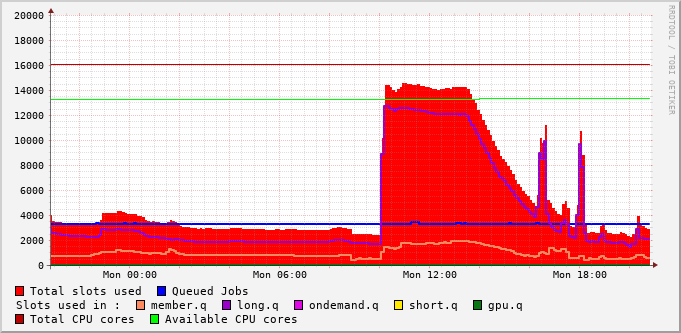 20000
18000
16000
14000
12000
10000
8000
6000
4000
2000
0
Mon 00:00 Mon 06:00 Mon 12:00 Mon 18:00
RRDTOOL / TOBI OETIKER
Total slots used Queued Jobs
Slots used in : member.q long.q ondemand.q short.q gpu.q
Total CPU cores Available CPU cores